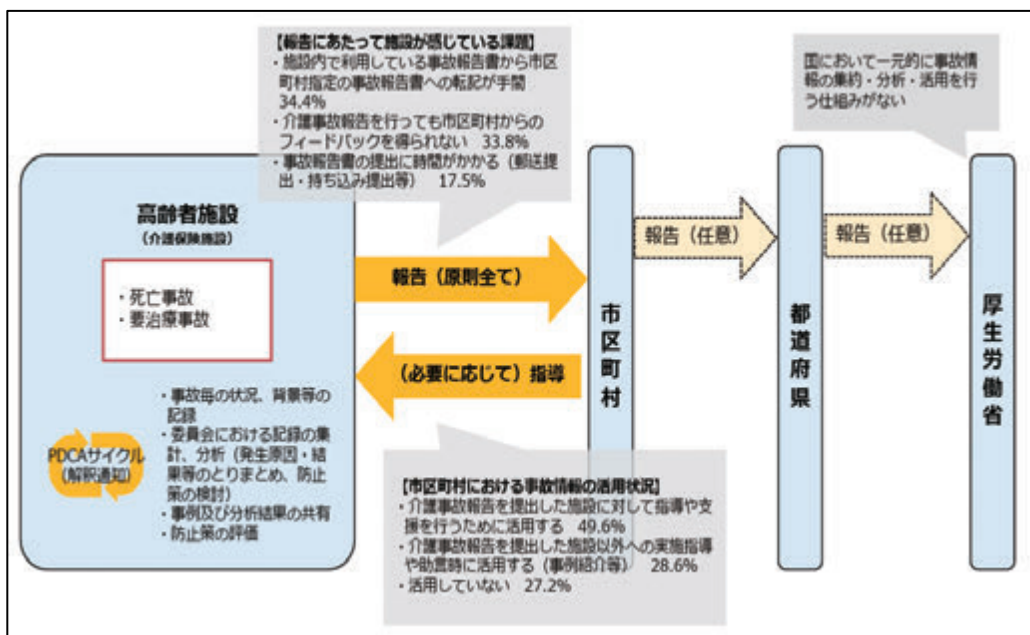 【報告にあたって施設が感じている課題】
・施設内で利用している事故報告書から市区
町村指定の事故報告書への転記が手間
34.4%
・介護事故報告を行っても市区町村からの
フィードバックを得られない 33.8%
・事故報告書の提出に時間がかかる（郵送提
出・持ち込み提出等） 17.5%
国において一元的に事故情
報の集約・分析・活用を行
う仕組みがない
高齢者施設
（介護保険施設）
・死亡事故
・要治療事故
PDCAサイクル
（解釈通知）
・事故毎の状況、背景等の
記録
・委員会における記録の集
計、分析（発生原因・結
果等のとりまとめ、防止
策の検討）
・事例及び分析結果の共有
・防止策の評価
報告（原則全て）
（必要に応じて）指導
市区町村
報告（任意）
都道府県
報告（任意）
厚生労働省
【市区町村における事故情報の活用状況】
・介護事故報告を提出した施設に対して指導や支
援を行うために活用する 49.6%
・介護事故報告を提出した施設以外への実施指導
や助言時に活用する（事例紹介等） 28.6%
・活用していない 27.2%